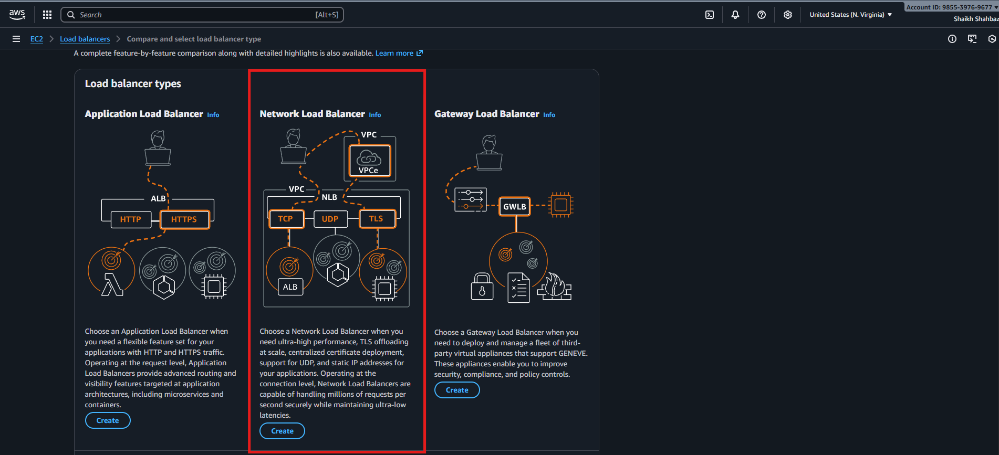 aws
Search [Alt+S]
United States (N. Virginia)
Account ID: 9855-3976-9677
Shaikh Shahbaz
EC2 Load balancers Compare and select load balancer type
A complete feature-by-feature comparison along with detailed highlights is also available. Learn more
Load balancer types
Application Load Balancer Info
ALB
HTTP HTTPS
Choose an Application Load Balancer when
you need a flexible feature set for your
applications with HTTP and HTTPS traffic.
Operating at the request level, Application
Load Balancers provide advanced routing and
visibility features targeted at application
architectures, including microservices and
containers.
Create
Network Load Balancer Info
VPC
VPCe
VPC
NLB
TCP UDP TLS
ALB
Choose a Network Load Balancer when you
need ultra-high performance, TLS offloading
at scale, centralized certificate deployment,
support for UDP, and static IP addresses for
your applications. Operating at the
connection level, Network Load Balancers are
capable of handling millions of requests per
second securely while maintaining ultra-low
latencies.
Create
Gateway Load Balancer Info
GWLB
Choose a Gateway Load Balancer when you
need to deploy and manage a fleet of third-
party virtual appliances that support GENEVE.
These appliances enable you to improve
security, compliance, and policy controls.
Create